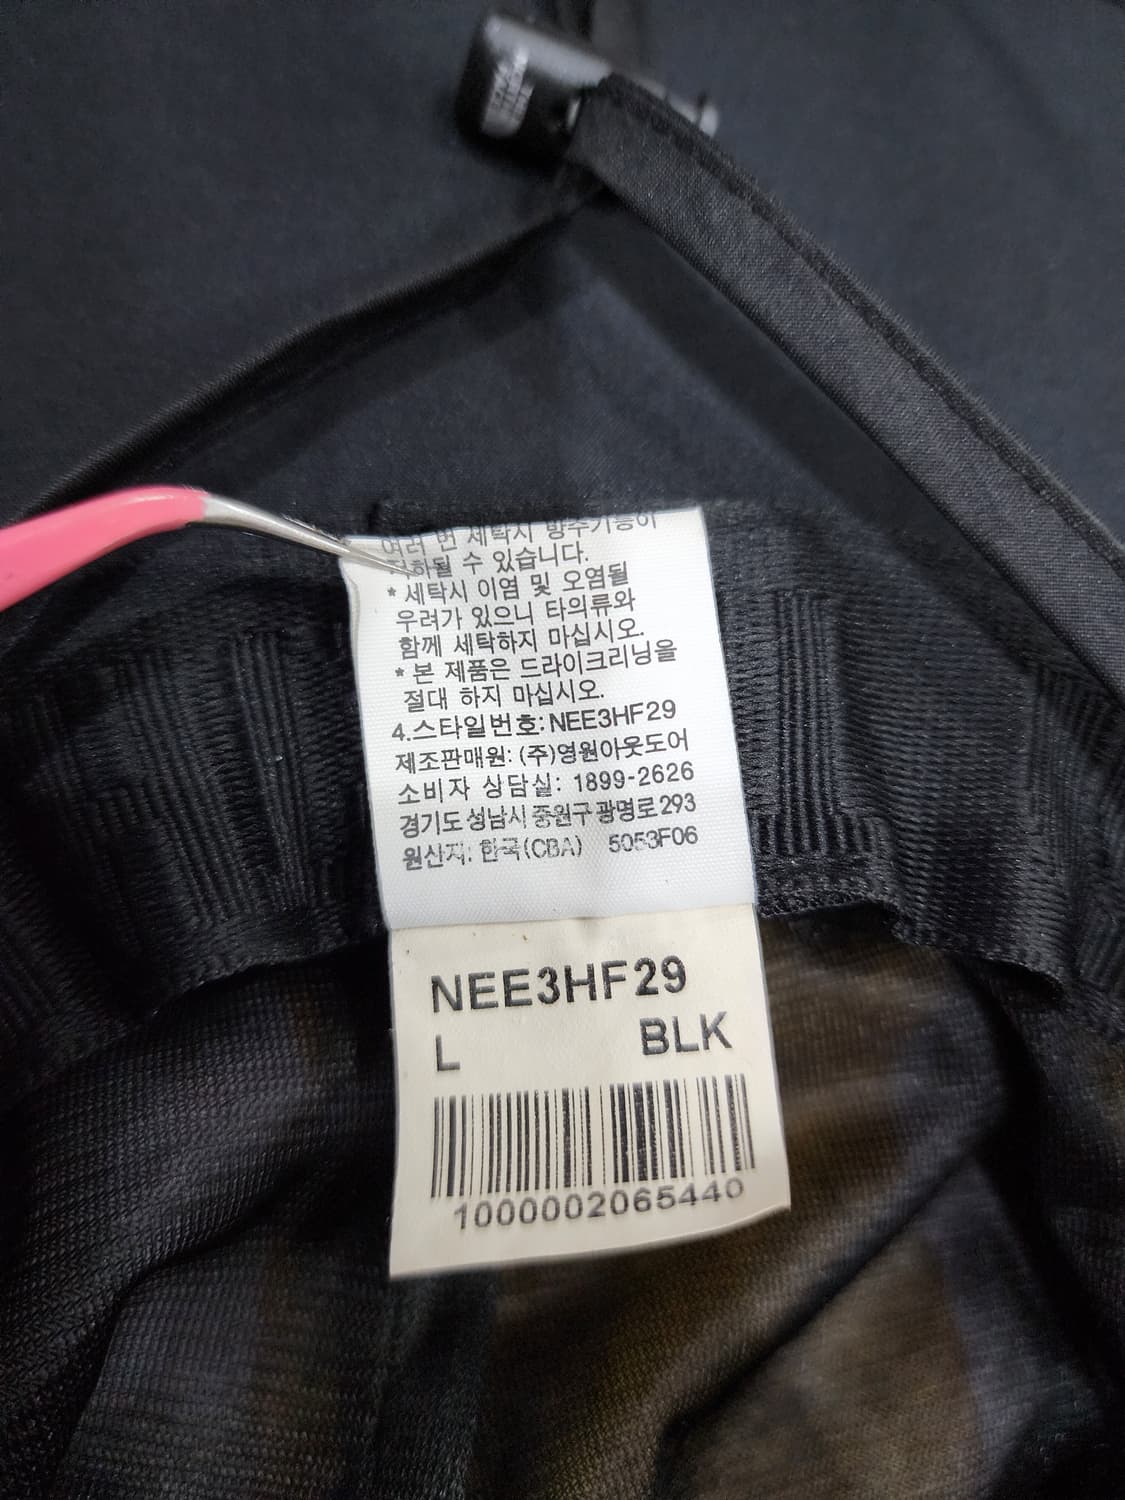 여러 번 세탁시 방수기능이
저하될 수 있습니다.
* 세탁시 이염 및 오염될
우려가 있으니 타의류와
함께 세탁하지 마십시오.
* 본 제품은 드라이크리닝을
절대 하지 마십시오.
4.스타일번호: NEE3HF29
제조판매원: (주)영원아웃도어
소비자 상담실: 1899-2626
경기도 성남시 중원구 광명로 293
원산지: 한국(CBA) 5053F06
NEE3HF29
L BLK
1000002065440